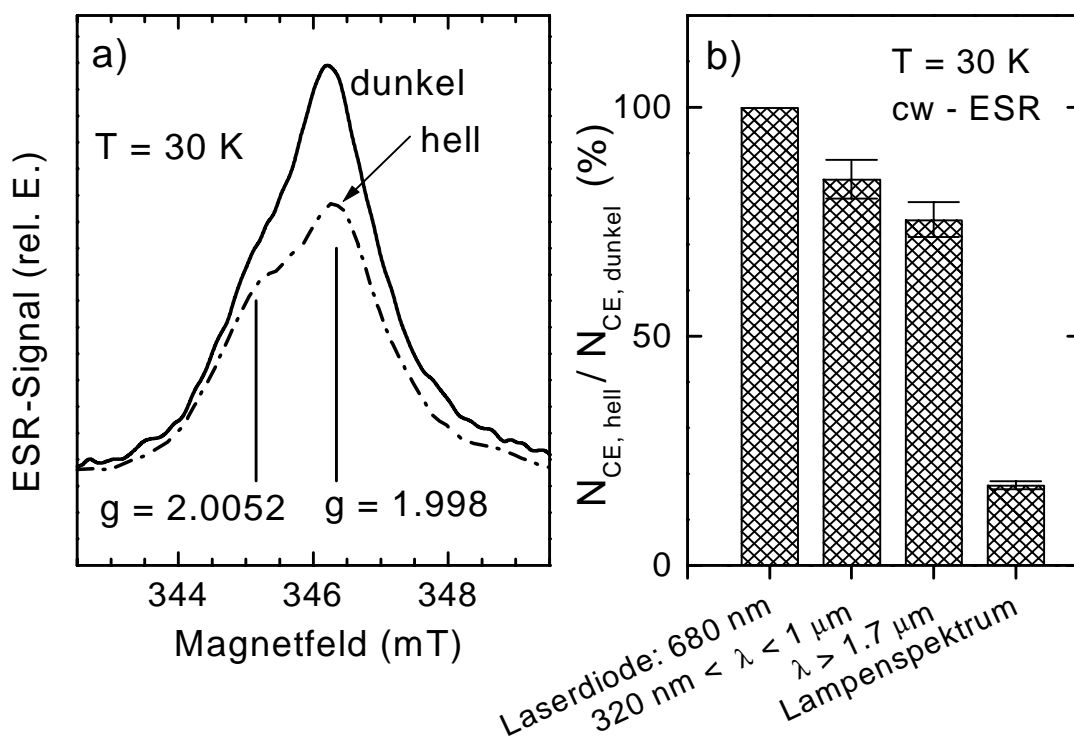 a)
dunkel
hell
T = 30 K
g = 2.0052
g = 1.998
ESR-Signal (rel. E.)
344 346 348
Magnetfeld (mT)
b)
T = 30 K
cw - ESR
N_CE, hell / N_CE, dunkel (%)
100
50
0
Laserdiode: 680 nm
320 nm < λ < 1 μm
λ > 1.7 μm
Lampenspektrum